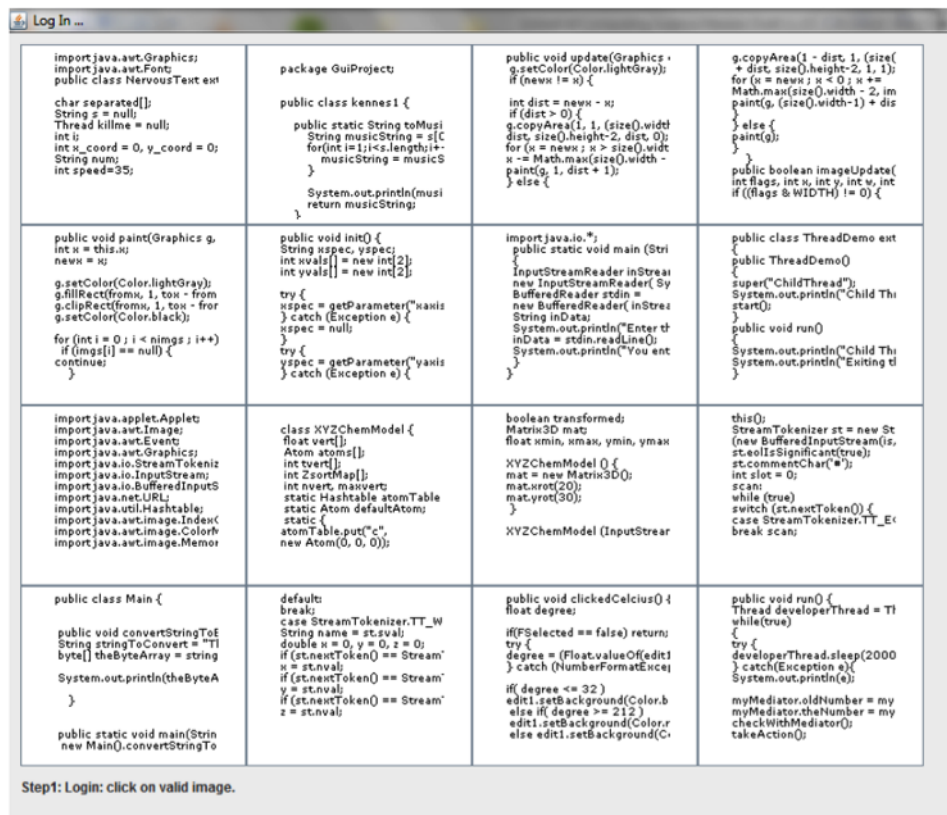 Log In ...
import java.awt.Graphics;
import java.awt.Font;
public class NervousText ext
char separated[];
String s = null;
Thread killme = null;
int i;
int x_coord = 0, y_coord = 0;
String num;
int speed=35;
package GuiProject;
public class kennes1 {
public static String toMusi
String musicString = s[0
for(int i=1;i<s.length;i+
musicString = musicS
}
System.out.println(musi
return musicString;
}
public void update(Graphics
g.setColor(Color.lightGray);
if (newx != x) {
int dist = newx - x;
if (dist > 0) {
g.copyArea(1, 1, (size().width
dist, size().height-2, dist, 0);
for (x = newx ; x > size().widt
x -= Math.max(size().width -
paint(g, 1, dist + 1);
} else {
g.copyArea(1 - dist, 1, (size(
+ dist, size().height-2, 1, 1);
for (x = newx ; x < 0 ; x +=
Math.max(size().width - 2, im
paint(g, (size().width-1) + dis
}
} else {
paint(g);
}
}
public boolean imageUpdate(
int flags, int x, int y, int w, int
if ((flags & WIDTH) != 0) {
public void paint(Graphics g,
int x = this.x;
newx = x;
g.setColor(Color.lightGray);
g.fillRect(fromx, 1, tox - from
g.clipRect(fromx, 1, tox - fror
g.setColor(Color.black);
for (int i = 0 ; i < nimgs ; i++)
if (imgs[i] == null) {
continue;
}
public void init() {
String xspec, yspec;
int xvals[] = new int[2];
int yvals[] = new int[2];
try {
xspec = getParameter("xaxis
} catch (Exception e) {
xspec = null;
}
try {
yspec = getParameter("yaxis
} catch (Exception e) {
import java.io.*;
public static void main (Stri
{
InputStreamReader inStrear
new InputStreamReader( Sy
BufferedReader stdin =
new BufferedReader( inStrea
String inData;
System.out.println("Enter th
inData = stdin.readLine();
System.out.println("You ent
}
}
public class ThreadDemo ext
{
public ThreadDemo()
{
super("ChildThread");
System.out.println("Child Thr
start();
}
public void run()
{
System.out.println("Child Thr
System.out.println("Exiting tl
}
import java.applet.Applet;
import java.awt.Image;
import java.awt.Event;
import java.awt.Graphics;
import java.io.StreamTokeniz
import java.io.InputStream;
import java.io.BufferedInputS
import java.net.URL;
import java.util.Hashtable;
import java.awt.image.IndexC
import java.awt.image.ColorM
import java.awt.image.Memor
class XYZChemModel {
float vert[];
Atom atoms[];
int tvert[];
int ZsortMap[];
int nvert, maxvert;
static Hashtable atomTable
static Atom defaultAtom;
static {
atomTable.put("c",
new Atom(0, 0, 0));
boolean transformed;
Matrix3D mat;
float xmin, xmax, ymin, ymax
XYZChemModel () {
mat = new Matrix3D();
mat.xrot(20);
mat.yrot(30);
}
XYZChemModel (InputStrear
this();
StreamTokenizer st = new St
(new BufferedInputStream(is,
st.eolIsSignificant(true);
st.commentChar('#');
int slot = 0;
scan:
while (true)
switch (st.nextToken()) {
case StreamTokenizer.TT_E
break scan;
public class Main {
public void convertStringToB
String stringToConvert = "Tl
byte[] theByteArray = string
System.out.println(theByteA
}
public static void main(Strin
new Main().convertStringTo
default:
break;
case StreamTokenizer.TT_W
String name = st.sval;
double x = 0, y = 0, z = 0;
if (st.nextToken() == Stream
x = st.nval;
if (st.nextToken() == Stream
y = st.nval;
if (st.nextToken() == Stream
z = st.nval;
public void clickedCelcius() {
float degree;
if(FSelected == false) return;
try {
degree = (Float.valueOf(edit1
} catch (NumberFormatExcep
if( degree <= 32 )
edit1.setBackground(Color.b
else if( degree >= 212 )
edit1.setBackground(Color.r
else edit1.setBackground(C
public void run() {
Thread developerThread = Th
while(true)
{
try {
developerThread.sleep(2000
} catch(Exception e){
System.out.println(e);
myMediator.oldNumber = my
myMediator.theNumber = my
checkWithMediator();
takeAction();
Step1: Login: click on valid image.